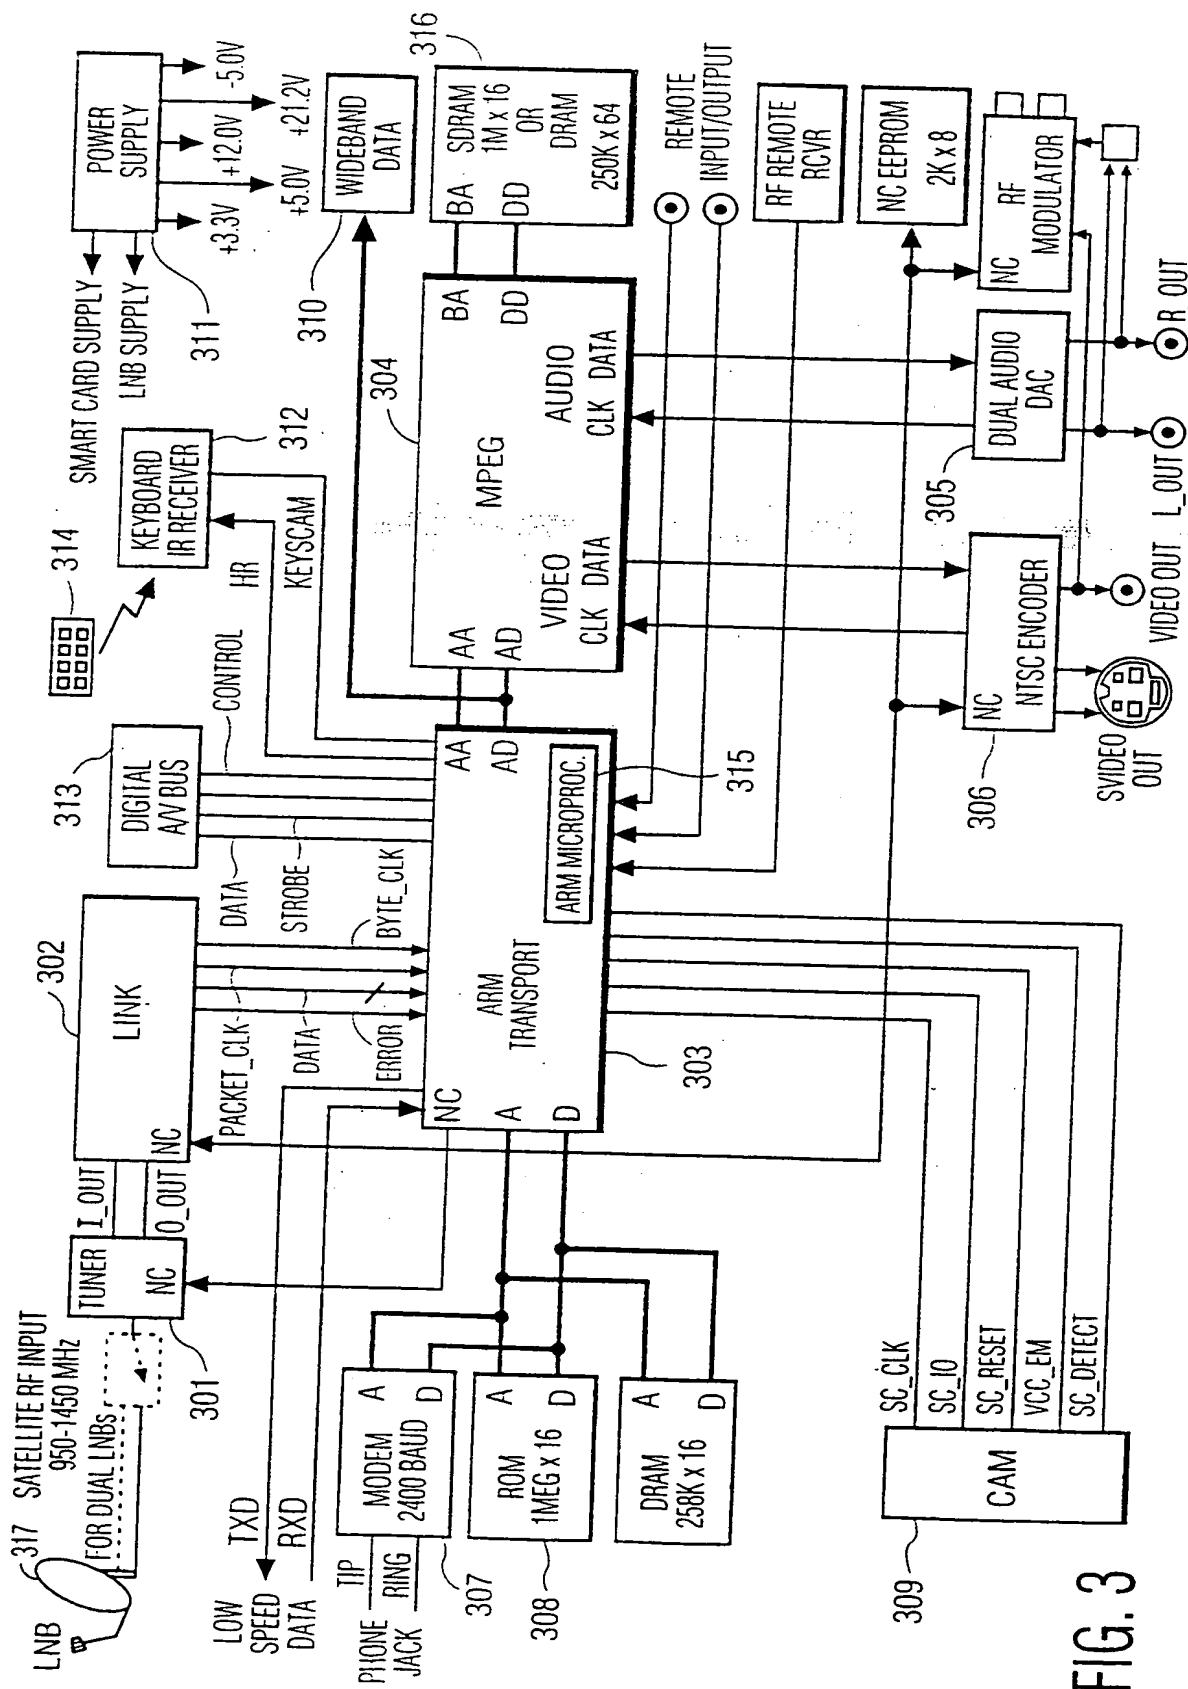 LNB
317
SATELLITE RF INPUT
950-1450 MHz
FOR DUAL LNBs
301
TUNER
NC
I_OUT
O_OUT
302
LINK
NC
PACKET_CLK
DATA
ERROR
BYTE_CLK
313
DIGITAL
A/V BUS
DATA
STROBE
CONTROL
314
KEYBOARD
IR RECEIVER
312
HR
KEYSCAM
SMART CARD SUPPLY
LNB SUPPLY
311
POWER
SUPPLY
+3.3V
+5.0V
+12.0V
+21.2V
-5.0V
310
WIDEBAND
DATA
LOW
SPEED
DATA
TXD
RXD
PHONE
JACK
TIP
RING
307
MODEM
2400 BAUD
A
D
308
ROM
1MEG x 16
A
D
DRAM
258K x 16
A
D
NC
A
D
ARM
TRANSPORT
303
AA
AD
ARM MICROPROC.
315
304
AA
AD
MPEG
VIDEO
CLK DATA
AUDIO
CLK DATA
BA
DD
BA
DD
SDRAM
1M x 16
OR
DRAM
250K x 64
316
REMOTE
INPUT/OUTPUT
RF REMOTE
RCVR
NC EEPROM
2K x 8
NC
RF
MODULATOR
305
DUAL AUDIO
DAC
L_OUT
R OUT
306
NC
NTSC ENCODER
SVIDEO
OUT
VIDEO OUT
309
CAM
SC_CLK
SC_IO
SC_RESET
VCC_EM
SC_DETECT
FIG. 3